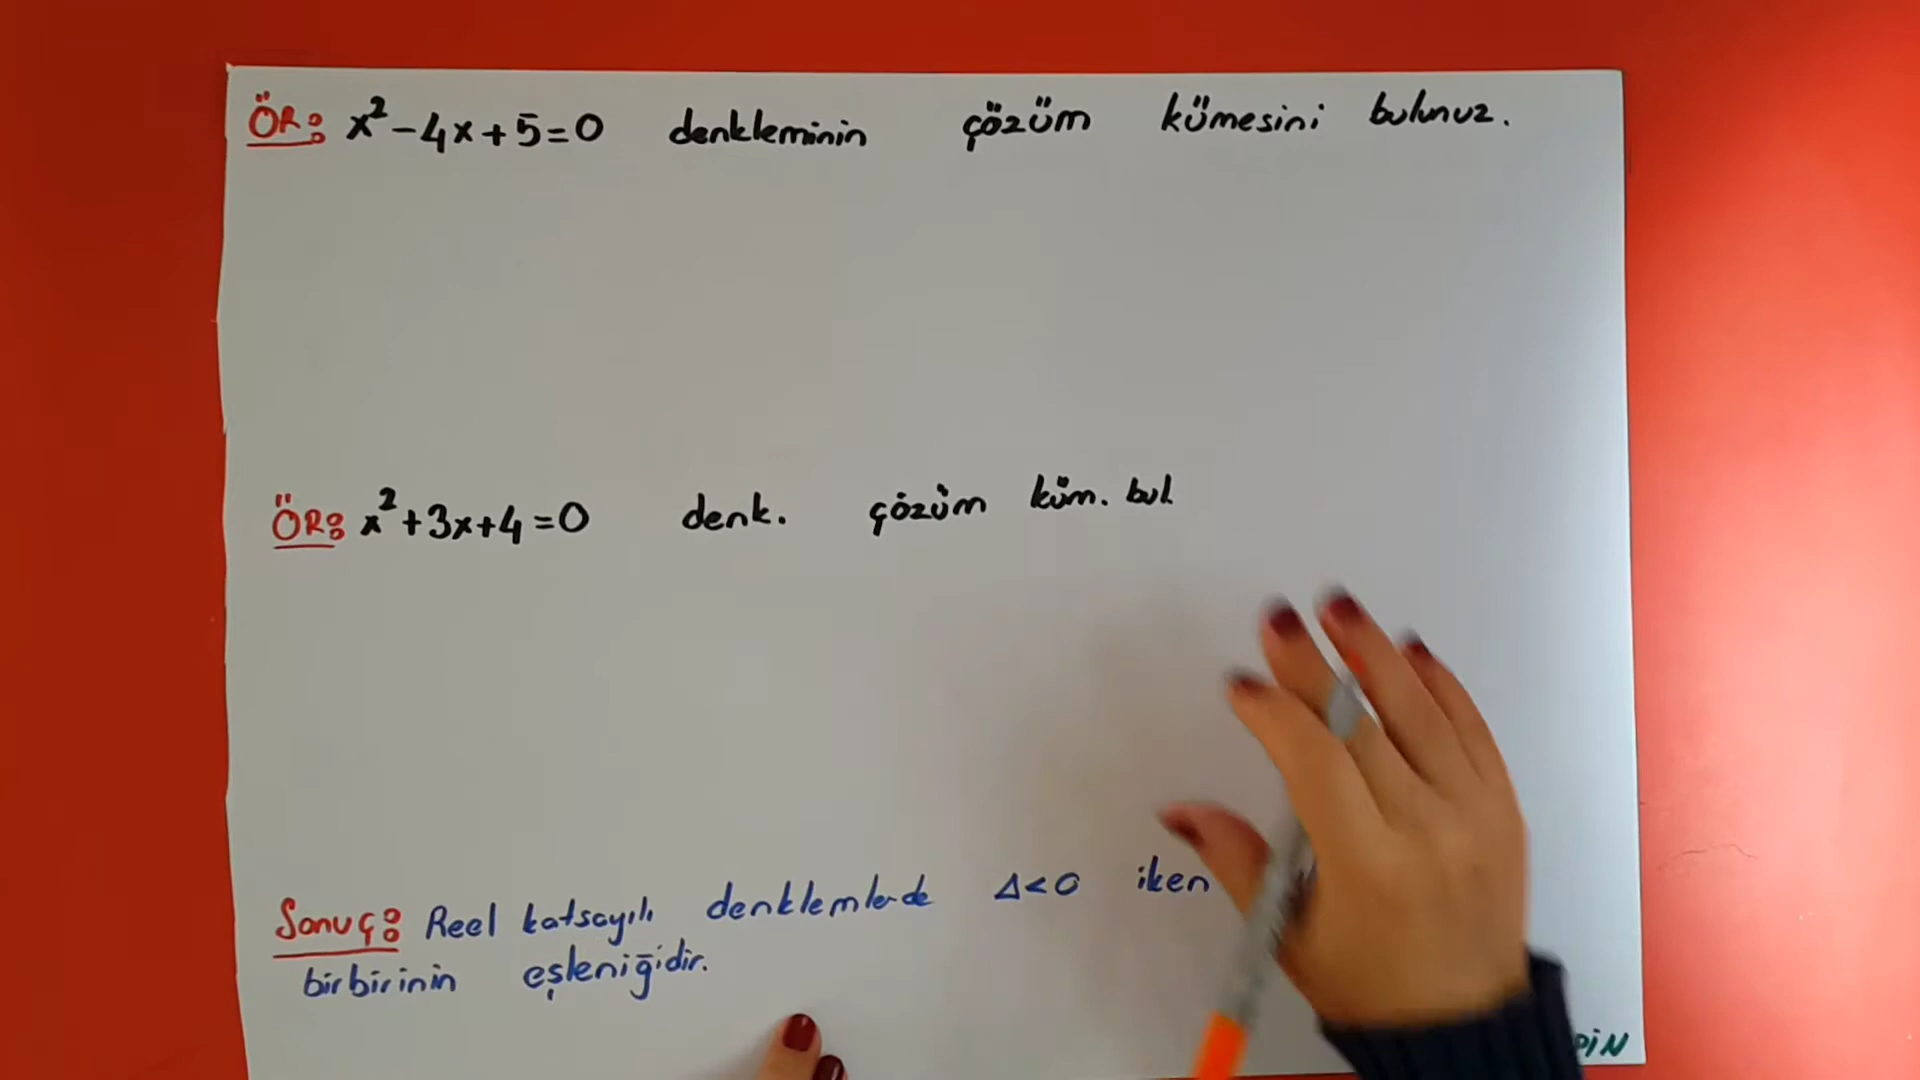 ÖR: x²-4x+5=0 denkleminin çözüm kümesini bulunuz.
ÖR: x²+3x+4=0 denk. çözüm küm. bul.
Sonuç: Reel katsayılı denklemlerde Δ<0 iken
birbirinin eşleniğidir.